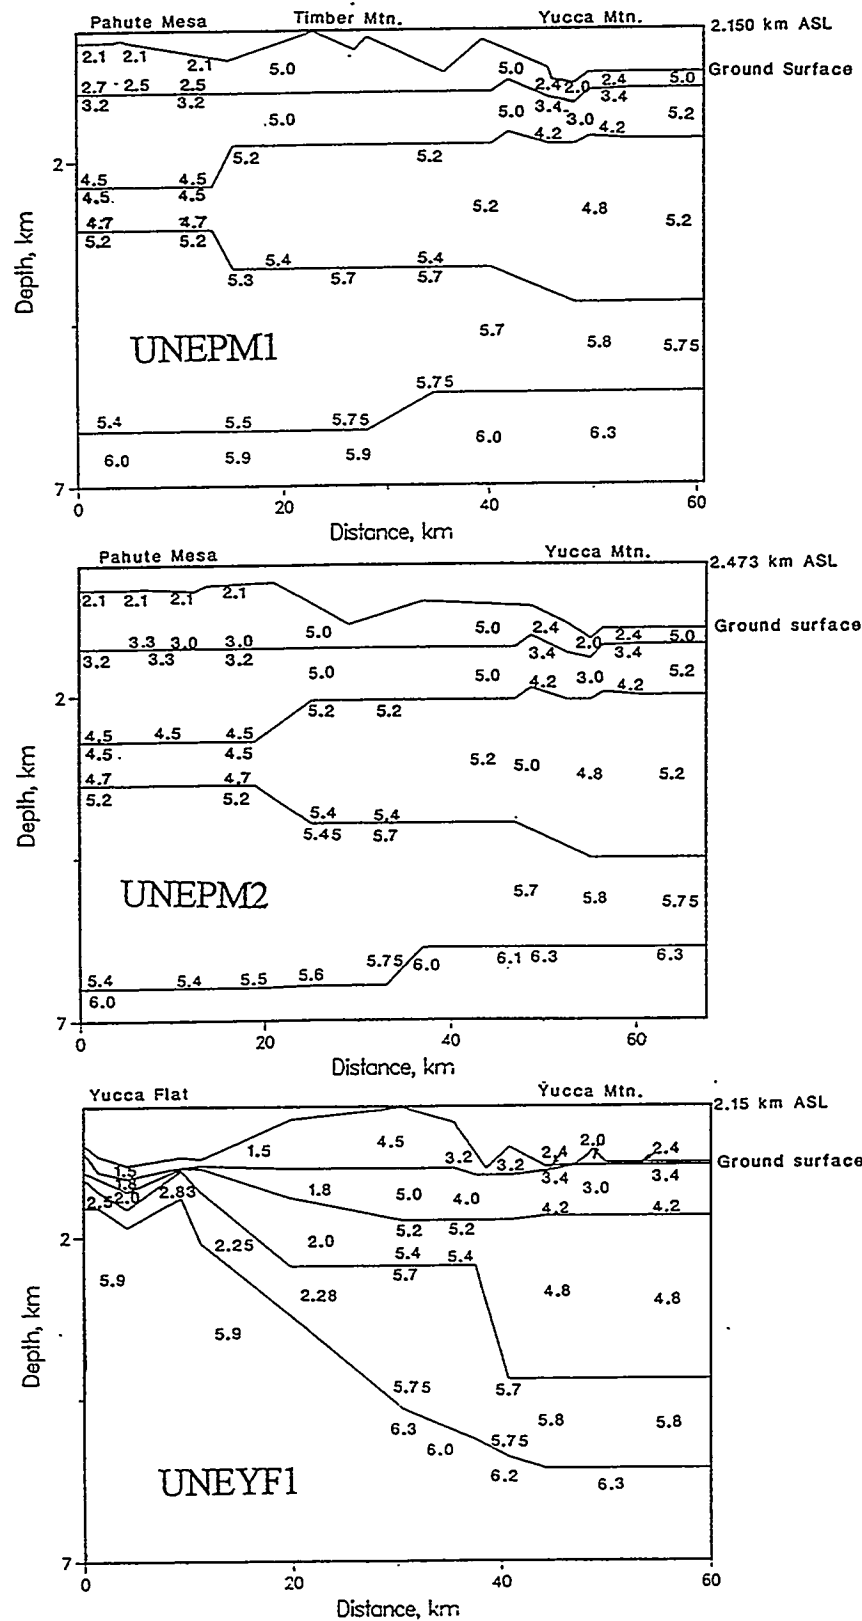 Pahute Mesa Timber Mtn. Yucca Mtn. 2.150 km ASL
2.1 2.1 2.1 5.0 5.0 2.4 2.0 2.4 5.0 Ground Surface
2.7 2.5 2.5 3.4
3.2 3.2 5.0 5.0 3.4 3.0 5.2
4.2 4.2
2 5.2 5.2
4.5 4.5
4.5 4.5 5.2 4.8 5.2
4.7 4.7
5.2 5.2 5.4 5.4
5.3 5.7 5.7
UNEPM1 5.7 5.8 5.75
5.75
5.4 5.5 5.75
6.0 5.9 5.9 6.0 6.3
7
0 20 40 60
Distance, km
Depth, km
Pahute Mesa Yucca Mtn. 2.473 km ASL
2.1 2.1 2.1 2.1
5.0 5.0 2.4 2.4 5.0 Ground surface
3.3 3.0 3.0 2.0
3.2 3.3 3.2 3.4 3.4
5.0 5.0 4.2 3.0 4.2 5.2
2 5.2 5.2
4.5 4.5 4.5
4.5 4.5 5.2 5.0 4.8 5.2
4.7 4.7
5.2 5.2 5.4 5.4
5.45 5.7
UNEPM2 5.7 5.8 5.75
5.75 6.0 6.1 6.3 6.3
5.4 5.4 5.5 5.6
6.0
7
0 20 40 60
Distance, km
Depth, km
Yucca Flat Yucca Mtn. 2.15 km ASL
1.5 4.5 3.2 2.4 2.0 2.4
1.5 3.2 Ground surface
1.8 3.4 3.4
2.5 2.0 2.83 1.8 5.0 4.0 3.0
4.2 4.2
2 2.25 2.0 5.2 5.2
5.4 5.4
5.9 5.7
2.28 4.8 4.8
5.9
5.75 5.7
6.3 5.8 5.8
6.0 5.75
UNEYF1 6.2 6.3
7
0 20 40 60
Distance, km
Depth, km